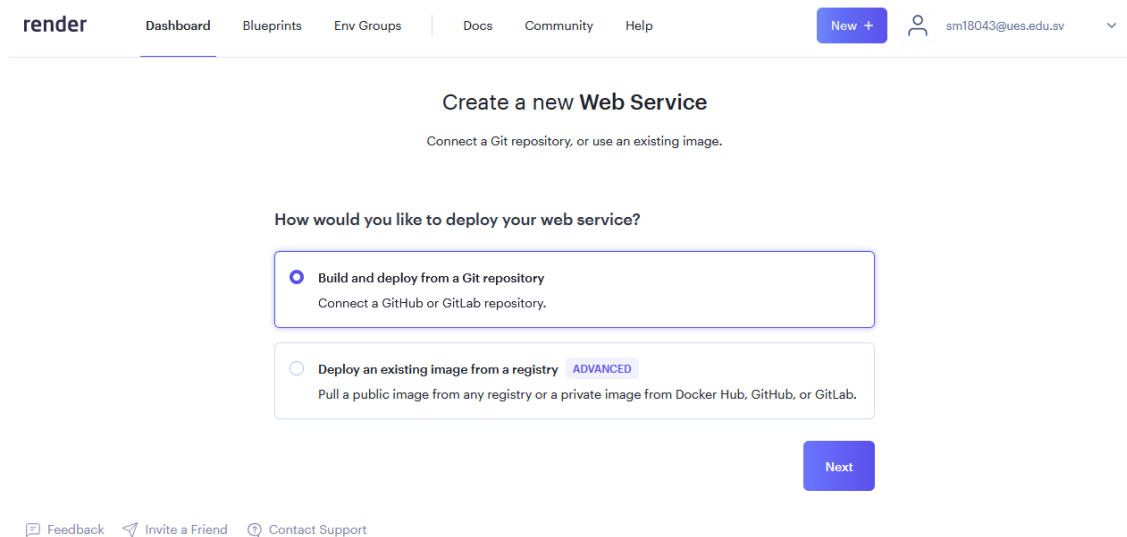 render Dashboard Blueprints Env Groups Docs Community Help New + sm18043@ues.edu.sv
Create a new Web Service
Connect a Git repository, or use an existing image.
How would you like to deploy your web service?
Build and deploy from a Git repository
Connect a GitHub or GitLab repository.
Deploy an existing image from a registry ADVANCED
Pull a public image from any registry or a private image from Docker Hub, GitHub, or GitLab.
Next
Feedback Invite a Friend Contact Support